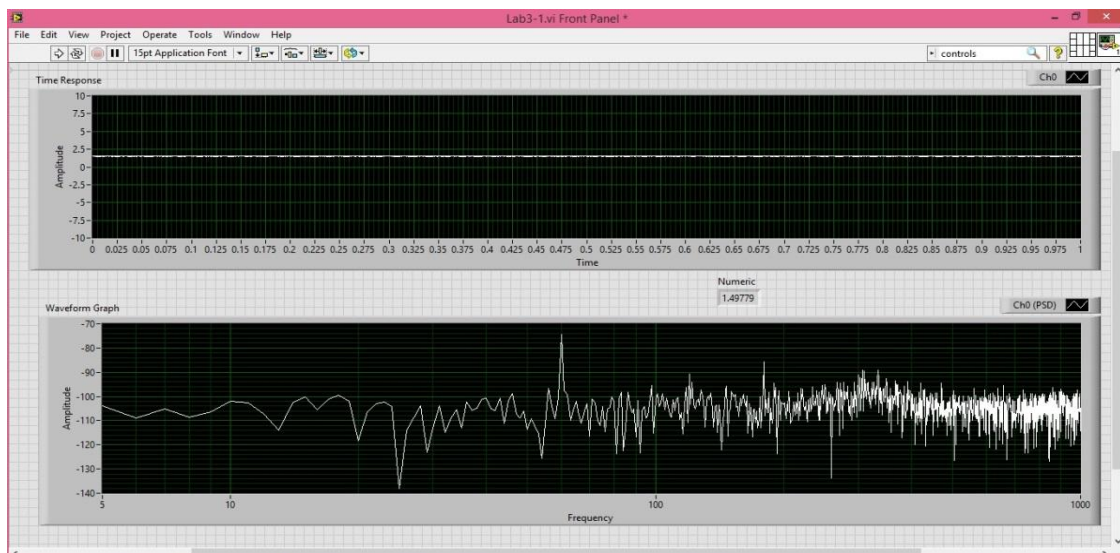 Lab3-1.vi Front Panel *
File Edit View Project Operate Tools Window Help
15pt Application Font
controls
Time Response
Ch0
10
7.5
5
2.5
0
-2.5
-5
-7.5
-10
Amplitude
0 0.025 0.05 0.075 0.1 0.125 0.15 0.175 0.2 0.225 0.25 0.275 0.3 0.325 0.35 0.375 0.4 0.425 0.45 0.475 0.5 0.525 0.55 0.575 0.6 0.625 0.65 0.675 0.7 0.725 0.75 0.775 0.8 0.825 0.85 0.875 0.9 0.925 0.95 0.975 1
Time
Numeric
1.49779
Waveform Graph
Ch0 (PSD)
-70
-80
-90
-100
-110
-120
-130
-140
Amplitude
5 10 100 1000
Frequency